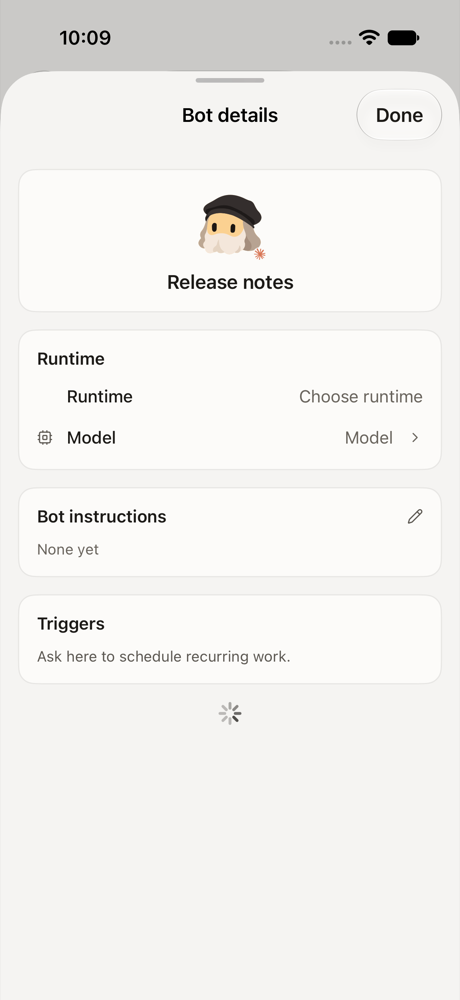 10:09
Bot details
Done
Release notes
Runtime
Runtime
Choose runtime
Model
Model
Bot instructions
None yet
Triggers
Ask here to schedule recurring work.